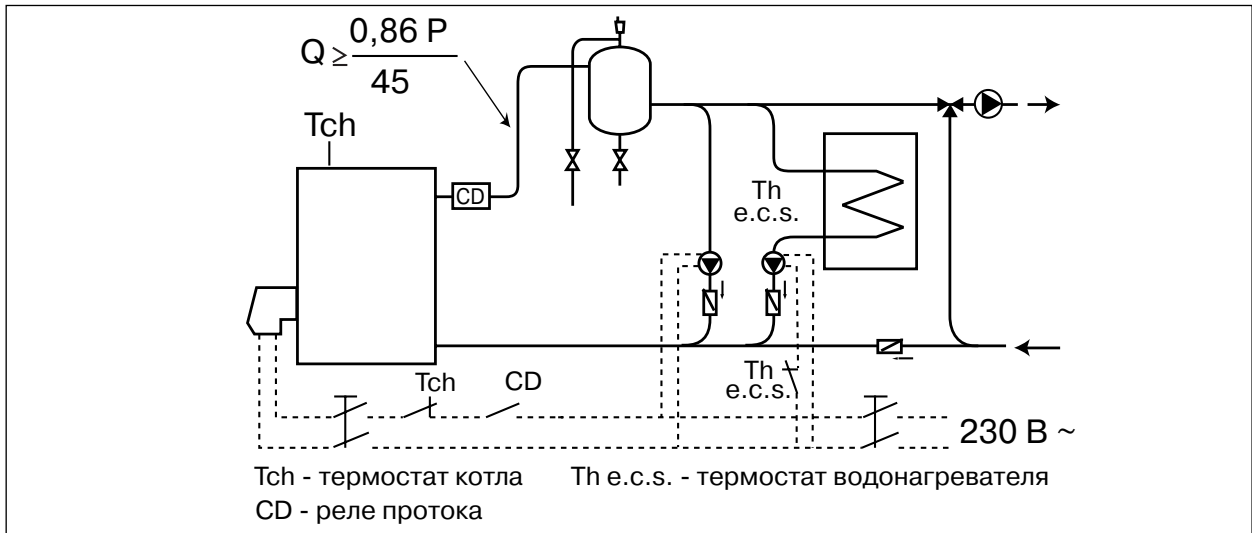 Q ≥ 0,86 P
45
Tch
CD
Th
e.c.s.
Th
e.c.s.
Tch
CD
230 В ~
Tch - термостат котла
Th e.c.s. - термостат водонагревателя
CD - реле протока